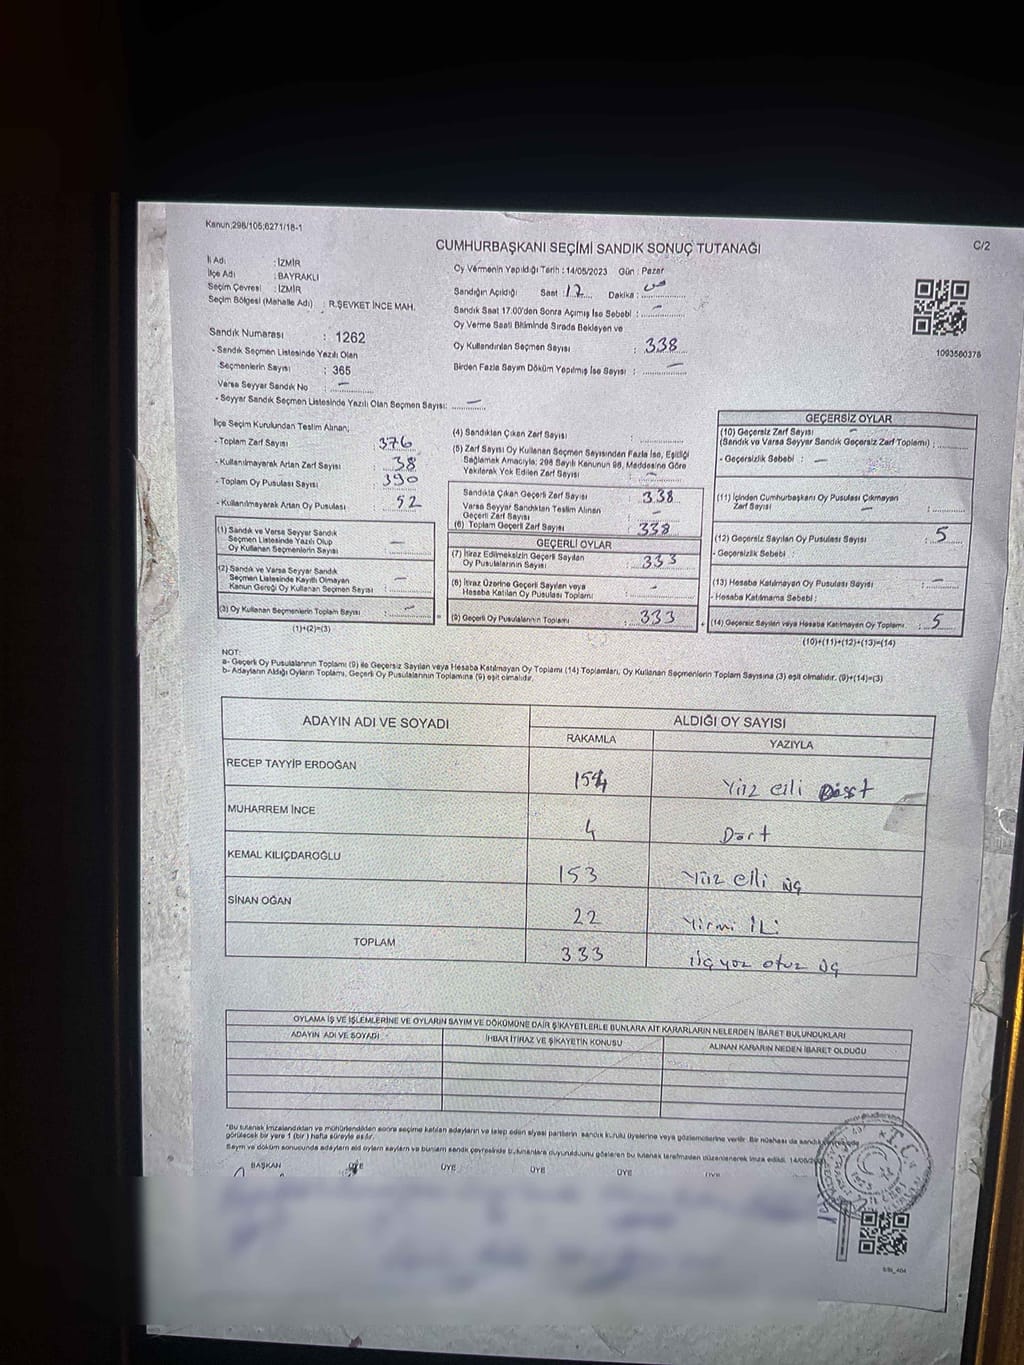 Kanun;298/105;6271/18-1
CUMHURBAŞKANI SEÇİMİ SANDIK SONUÇ TUTANAĞI
C/2
İl Adı : İZMİR
İlçe Adı : BAYRAKLI
Seçim Çevresi : İZMİR
Seçim Bölgesi (Mahalle Adı) : R.ŞEVKET İNCE MAH.
Sandık Numarası : 1262
- Sandık Seçmen Listesinde Yazılı Olan
Seçmenlerin Sayısı : 365
Varsa Seyyar Sandık No : —
- Seyyar Sandık Seçmen Listesinde Yazılı Olan Seçmen Sayısı: —
Oy Vermenin Yapıldığı Tarih : 14/05/2023 Gün : Pazar
Sandığın Açıldığı Saat : 17 Dakika :
Sandık Saat 17.00'den Sonra Açımış İse Sebebi : —
Oy Verme Saati Bitiminde Sırada Bekleyen ve
Oy Kullandırılan Seçmen Sayısı : 338
Birden Fazla Sayım Döküm Yapılmış İse Sayısı : —
1093560376
İlçe Seçim Kurulundan Teslim Alınan;
- Toplam Zarf Sayısı : 376
- Kullanılmayarak Artan Zarf Sayısı : 38
- Toplam Oy Pusulası Sayısı : 390
- Kullanılmayarak Artan Oy Pusulası : 52
(1) Sandık ve Varsa Seyyar Sandık
Seçmen Listesinde Yazılı Olup
Oy Kullanan Seçmenlerin Sayısı : —
(2) Sandık ve Varsa Seyyar Sandık
Seçmen Listesinde Kayıtlı Olmayan
Kanun Gereği Oy Kullanan Seçmen Sayısı : —
(3) Oy Kullanan Seçmenlerin Toplam Sayısı : —
(1)+(2)=(3)
(4) Sandıktan Çıkan Zarf Sayısı :
(5) Zarf Sayısı Oy Kullanan Seçmen Sayısından Fazla İse, Eşitliği
Sağlamak Amacıyla; 298 Sayılı Kanunun 98. Maddesine Göre
Yakılarak Yok Edilen Zarf Sayısı : —
Sandıkta Çıkan Geçerli Zarf Sayısı : 338
Varsa Seyyar Sandıktan Teslim Alınan
Geçerli Zarf Sayısı : —
(6) Toplam Geçerli Zarf Sayısı : 338
GEÇERLİ OYLAR
(7) İtiraz Edilmeksizin Geçerli Sayılan
Oy Pusulalarının Sayısı : 333
(8) İtiraz Üzerine Geçerli Sayılan veya
Hesaba Katılan Oy Pusulası Toplamı : -
(9) Geçerli Oy Pusulalarının Toplamı : 333
GEÇERSİZ OYLAR
(10) Geçersiz Zarf Sayısı —
(Sandık ve Varsa Seyyar Sandık Geçersiz Zarf Toplamı) :
- Geçersizlik Sebebi : —
(11) İçinden Cumhurbaşkanı Oy Pusulası Çıkmayan
Zarf Sayısı — :
(12) Geçersiz Sayılan Oy Pusulası Sayısı : 5
- Geçersizlik Sebebi :
(13) Hesaba Katılmayan Oy Pusulası Sayısı : —
- Hesaba Katılmama Sebebi :
(14) Geçersiz Sayılan veya Hesaba Katılmayan Oy Toplamı : 5
(10)+(11)+(12)+(13)=(14)
NOT:
a- Geçerli Oy Pusulalarının Toplamı (9) ile Geçersiz Sayılan veya Hesaba Katılmayan Oy Toplamı (14) Toplamları, Oy Kullanan Seçmenlerin Toplam Sayısına (3) eşit olmalıdır. (9)+(14)=(3)
b- Adayların Aldığı Oyların Toplamı, Geçerli Oy Pusulalarının Toplamına (9) eşit olmalıdır.
ADAYIN ADI VE SOYADI
ALDIĞI OY SAYISI
RAKAMLA YAZIYLA
RECEP TAYYİP ERDOĞAN 154 Yüz elli
MUHARREM İNCE 4 Dört
KEMAL KILIÇDAROĞLU 153 Yüz elli üç
SİNAN OĞAN 22 Yirmi İki
TOPLAM 333 üçyüz otuz üç
OYLAMA İŞ VE İŞLEMLERİNE VE OYLARIN SAYIM VE DÖKÜMÜNE DAİR ŞİKAYETLERLE BUNLARA AİT KARARLARIN NELERDEN İBARET BULUNDUKLARI
ADAYIN ADI VE SOYADI İHBAR İTİRAZ VE ŞİKAYETİN KONUSU ALINAN KARARIN NEDEN İBARET OLDUĞU
*Bu tutanak imzalandıktan ve mühürlendikten sonra seçime katılan adayların ve talep eden siyasi partilerin sandık kurulu üyelerine veya gözlemcilerine verilir. Bir nüshası da sandık
görülecek bir yere 1 (bir) hafta süreyle asılır.
Sayım ve döküm sonucunda adaylara ait oyların sayısını ve bunların sandık çevresinde duyurulduğunu gösteren bu tutanak tarafımızdan düzenlenerek imza edildi. 14/05/
BAŞKAN ÜYE ÜYE ÜYE ÜYE ÜYE